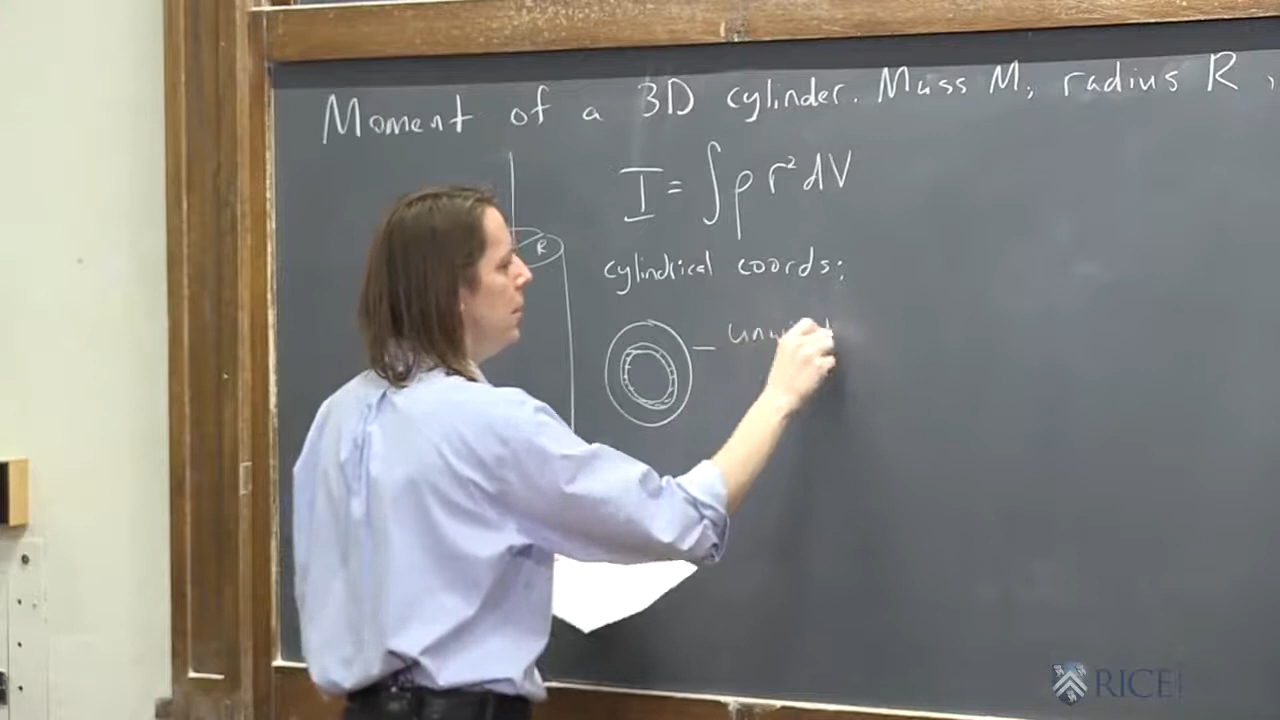 Moment of a 3D cylinder. Mass M, radius R,
I = ∫ρ r² dV
R
cylindrical coords:
RICE